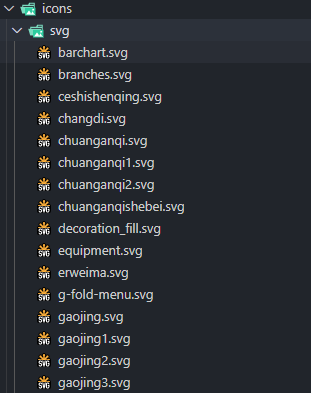 icons
svg
barchart.svg
branches.svg
ceshishenqing.svg
changdi.svg
chuanganqi.svg
chuanganqi1.svg
chuanganqi2.svg
chuanganqishebei.svg
decoration_fill.svg
equipment.svg
erweima.svg
g-fold-menu.svg
gaojing.svg
gaojing1.svg
gaojing2.svg
gaojing3.svg